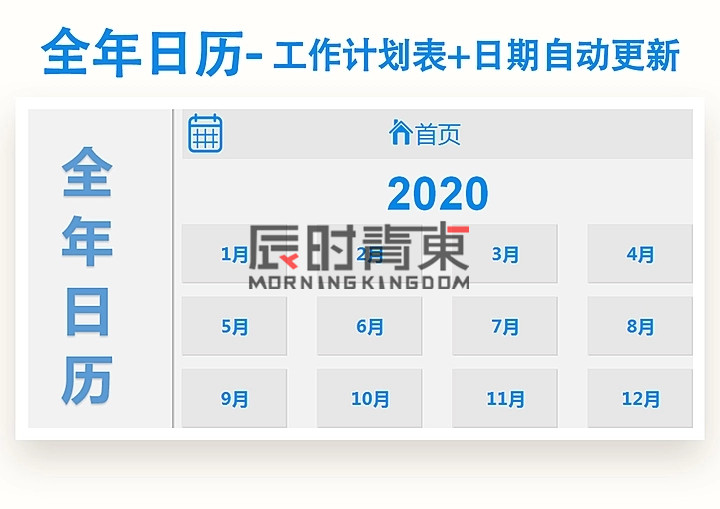 全年日历-工作计划表+日期自动更新
全年日历
首页
2020
1月 2月 3月 4月
辰时青東
MORNINGKINGDOM
5月 6月 7月 8月
9月 10月 11月 12月